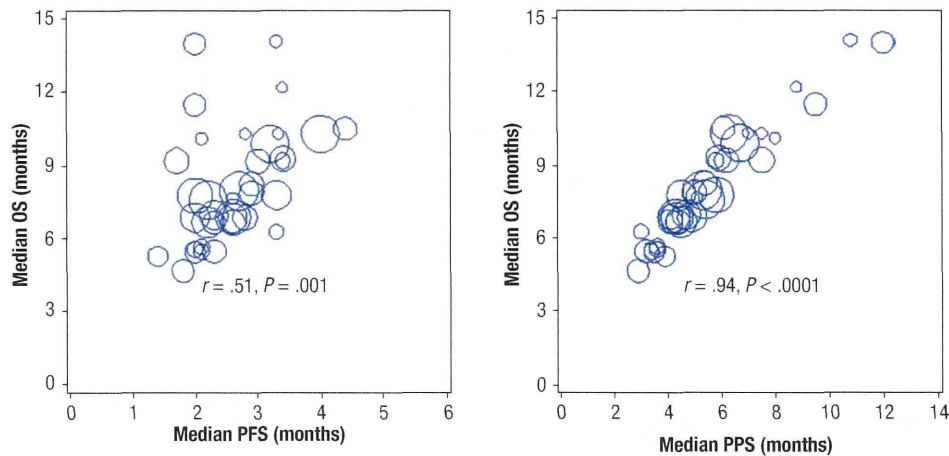 15
12
9
6
3
0
Median OS (months)
r = .51, P = .001
0 1 2 3 4 5 6
Median PFS (months)
15
12
9
6
3
0
Median OS (months)
r = .94, P < .0001
0 2 4 6 8 10 12 14
Median PPS (months)